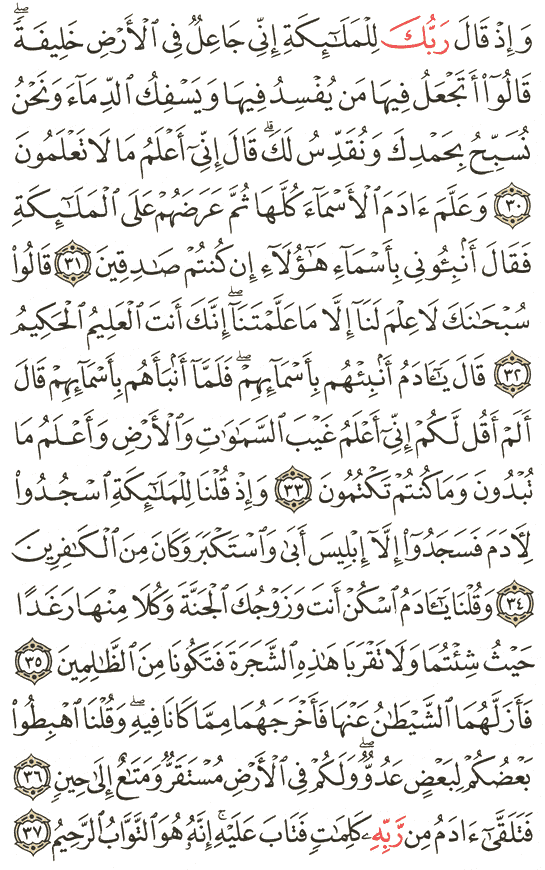 وَإِذْ قَالَ رَبُّكَ لِلْمَلَٰٓئِكَةِ إِنِّى جَاعِلٌ فِى ٱلْأَرْضِ خَلِيفَةً ۖ
قَالُوٓا۟ أَتَجْعَلُ فِيهَا مَن يُفْسِدُ فِيهَا وَيَسْفِكُ ٱلدِّمَآءَ وَنَحْنُ
نُسَبِّحُ بِحَمْدِكَ وَنُقَدِّسُ لَكَ ۖ قَالَ إِنِّىٓ أَعْلَمُ مَا لَا تَعْلَمُونَ
٣٠ وَعَلَّمَ ءَادَمَ ٱلْأَسْمَآءَ كُلَّهَا ثُمَّ عَرَضَهُمْ عَلَى ٱلْمَلَٰٓئِكَةِ
فَقَالَ أَنۢبِـُٔونِى بِأَسْمَآءِ هَٰٓؤُلَآءِ إِن كُنتُمْ صَٰدِقِينَ ٣١ قَالُوا۟
سُبْحَٰنَكَ لَا عِلْمَ لَنَآ إِلَّا مَا عَلَّمْتَنَآ ۖ إِنَّكَ أَنتَ ٱلْعَلِيمُ ٱلْحَكِيمُ
٣٢ قَالَ يَٰٓـَٔادَمُ أَنۢبِئْهُم بِأَسْمَآئِهِمْ ۖ فَلَمَّآ أَنۢبَأَهُم بِأَسْمَآئِهِمْ قَالَ
أَلَمْ أَقُل لَّكُمْ إِنِّىٓ أَعْلَمُ غَيْبَ ٱلسَّمَٰوَٰتِ وَٱلْأَرْضِ وَأَعْلَمُ مَا
تُبْدُونَ وَمَا كُنتُمْ تَكْتُمُونَ ٣٣ وَإِذْ قُلْنَا لِلْمَلَٰٓئِكَةِ ٱسْجُدُوا۟
لِـَٔادَمَ فَسَجَدُوٓا۟ إِلَّآ إِبْلِيسَ أَبَىٰ وَٱسْتَكْبَرَ وَكَانَ مِنَ ٱلْكَٰفِرِينَ
٣٤ وَقُلْنَا يَٰٓـَٔادَمُ ٱسْكُنْ أَنتَ وَزَوْجُكَ ٱلْجَنَّةَ وَكُلَا مِنْهَا رَغَدًا
حَيْثُ شِئْتُمَا وَلَا تَقْرَبَا هَٰذِهِ ٱلشَّجَرَةَ فَتَكُونَا مِنَ ٱلظَّٰلِمِينَ ٣٥
فَأَزَلَّهُمَا ٱلشَّيْطَٰنُ عَنْهَا فَأَخْرَجَهُمَا مِمَّا كَانَا فِيهِ ۖ وَقُلْنَا ٱهْبِطُوا۟
بَعْضُكُمْ لِبَعْضٍ عَدُوٌّ ۖ وَلَكُمْ فِى ٱلْأَرْضِ مُسْتَقَرٌّ وَمَتَٰعٌ إِلَىٰ حِينٍ ٣٦
فَتَلَقَّىٰٓ ءَادَمُ مِن رَّبِّهِۦ كَلِمَٰتٍ فَتَابَ عَلَيْهِ ۚ إِنَّهُۥ هُوَ ٱلتَّوَّابُ ٱلرَّحِيمُ ٣٧